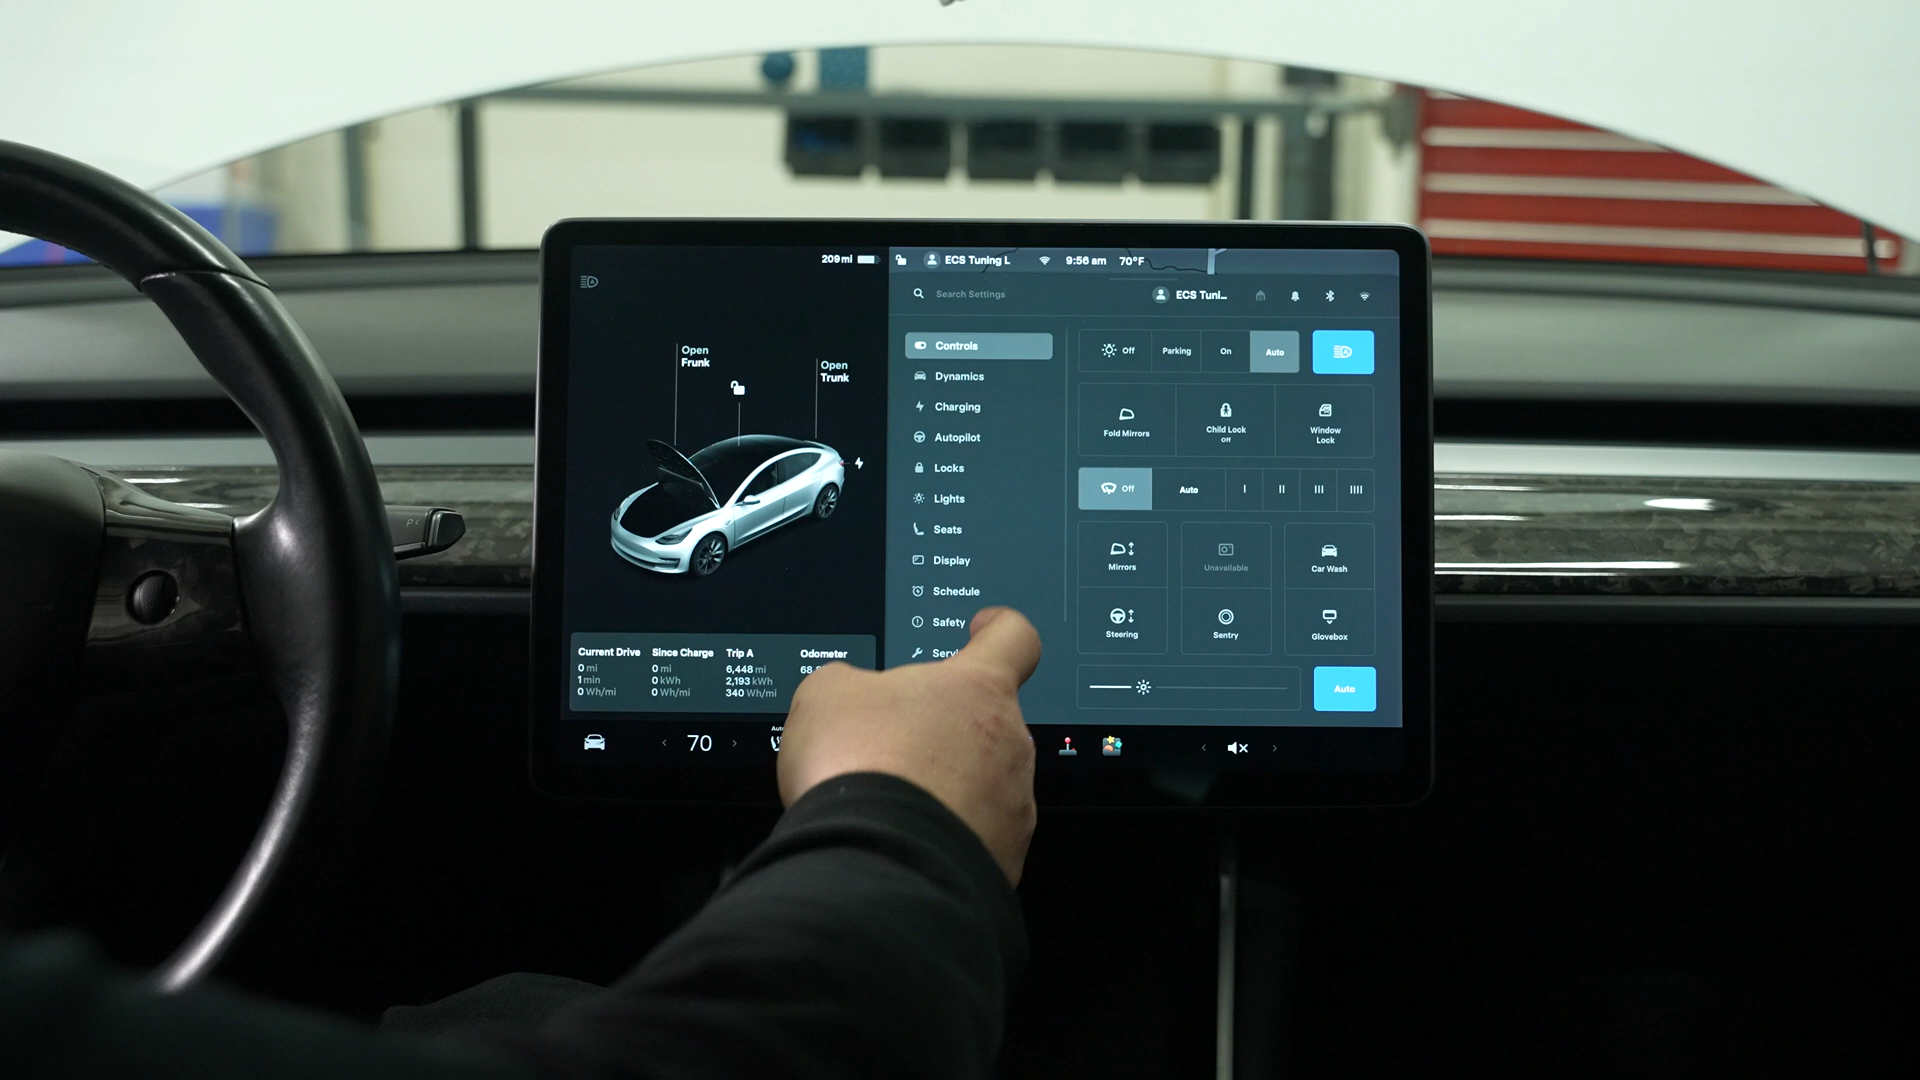 209 mi
ECS Tuning L
9:56 am
70°F
Search Settings
ECS Tuni...
Open
Frunk
Open
Trunk
Controls
Dynamics
Charging
Autopilot
Locks
Lights
Seats
Display
Schedule
Safety
Off
Parking
On
Auto
Fold Mirrors
Child Lock
Off
Window
Lock
Off
Auto
I
II
III
IIII
Mirrors
Unavailable
Car Wash
Steering
Sentry
Glovebox
Auto
Current Drive
0 mi
1 min
0 Wh/mi
Since Charge
0 mi
0 kWh
0 Wh/mi
Trip A
6,448 mi
2,193 kWh
340 Wh/mi
Odometer
70
P